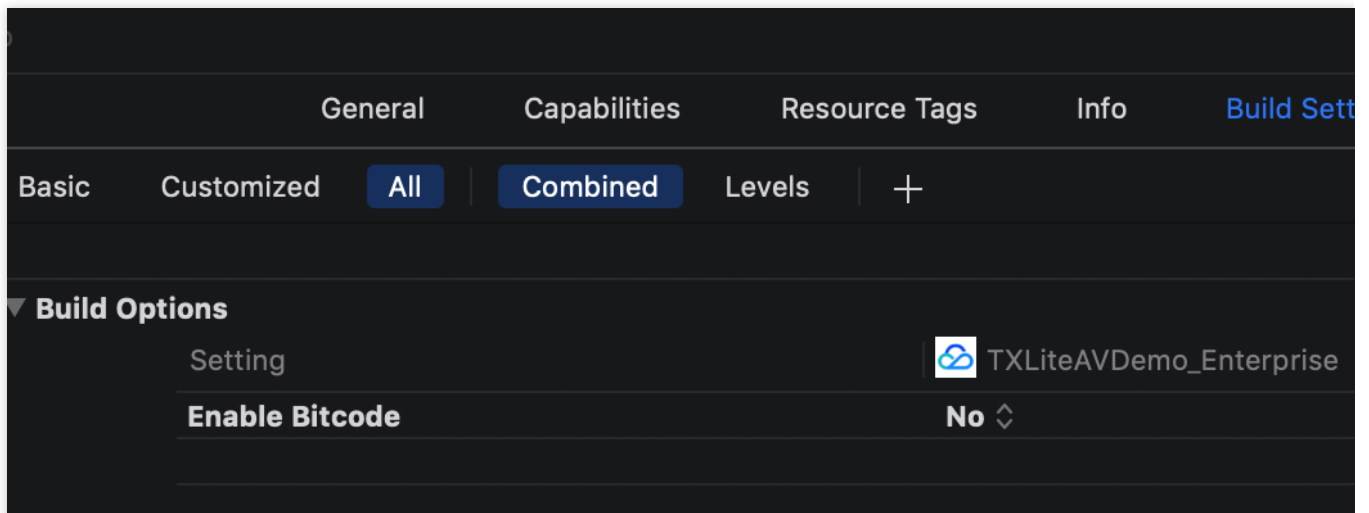 General Capabilities Resource Tags Info Build Sett
Basic Customized All Combined Levels +
Build Options
Setting TXLiteAVDemo_Enterprise
Enable Bitcode No